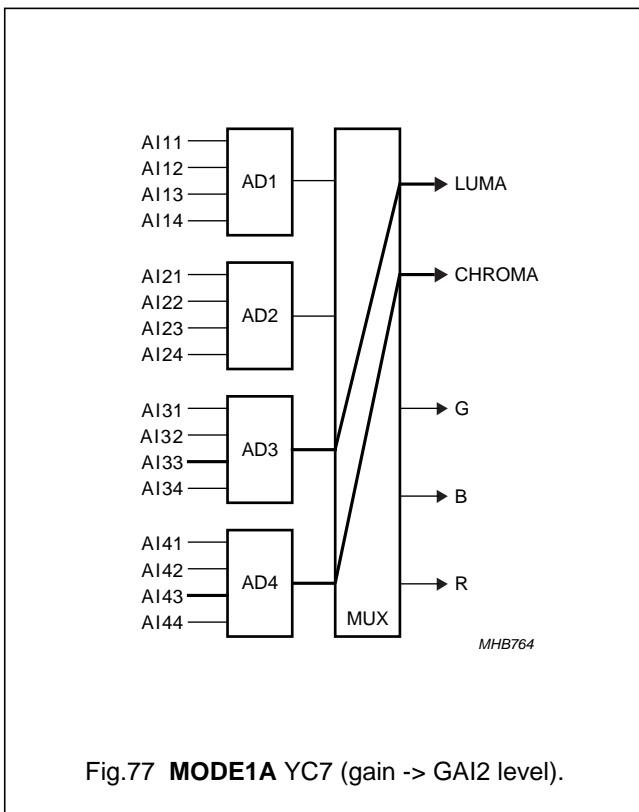 AI11
AI12
AI13
AI14
AD1
AI21
AI22
AI23
AI24
AD2
AI31
AI32
AI33
AI34
AD3
AI41
AI42
AI43
AI44
AD4
MUX
LUMA
CHROMA
G
B
R
MHB764
Fig.77 MODE1A YC7 (gain -> GAI2 level).